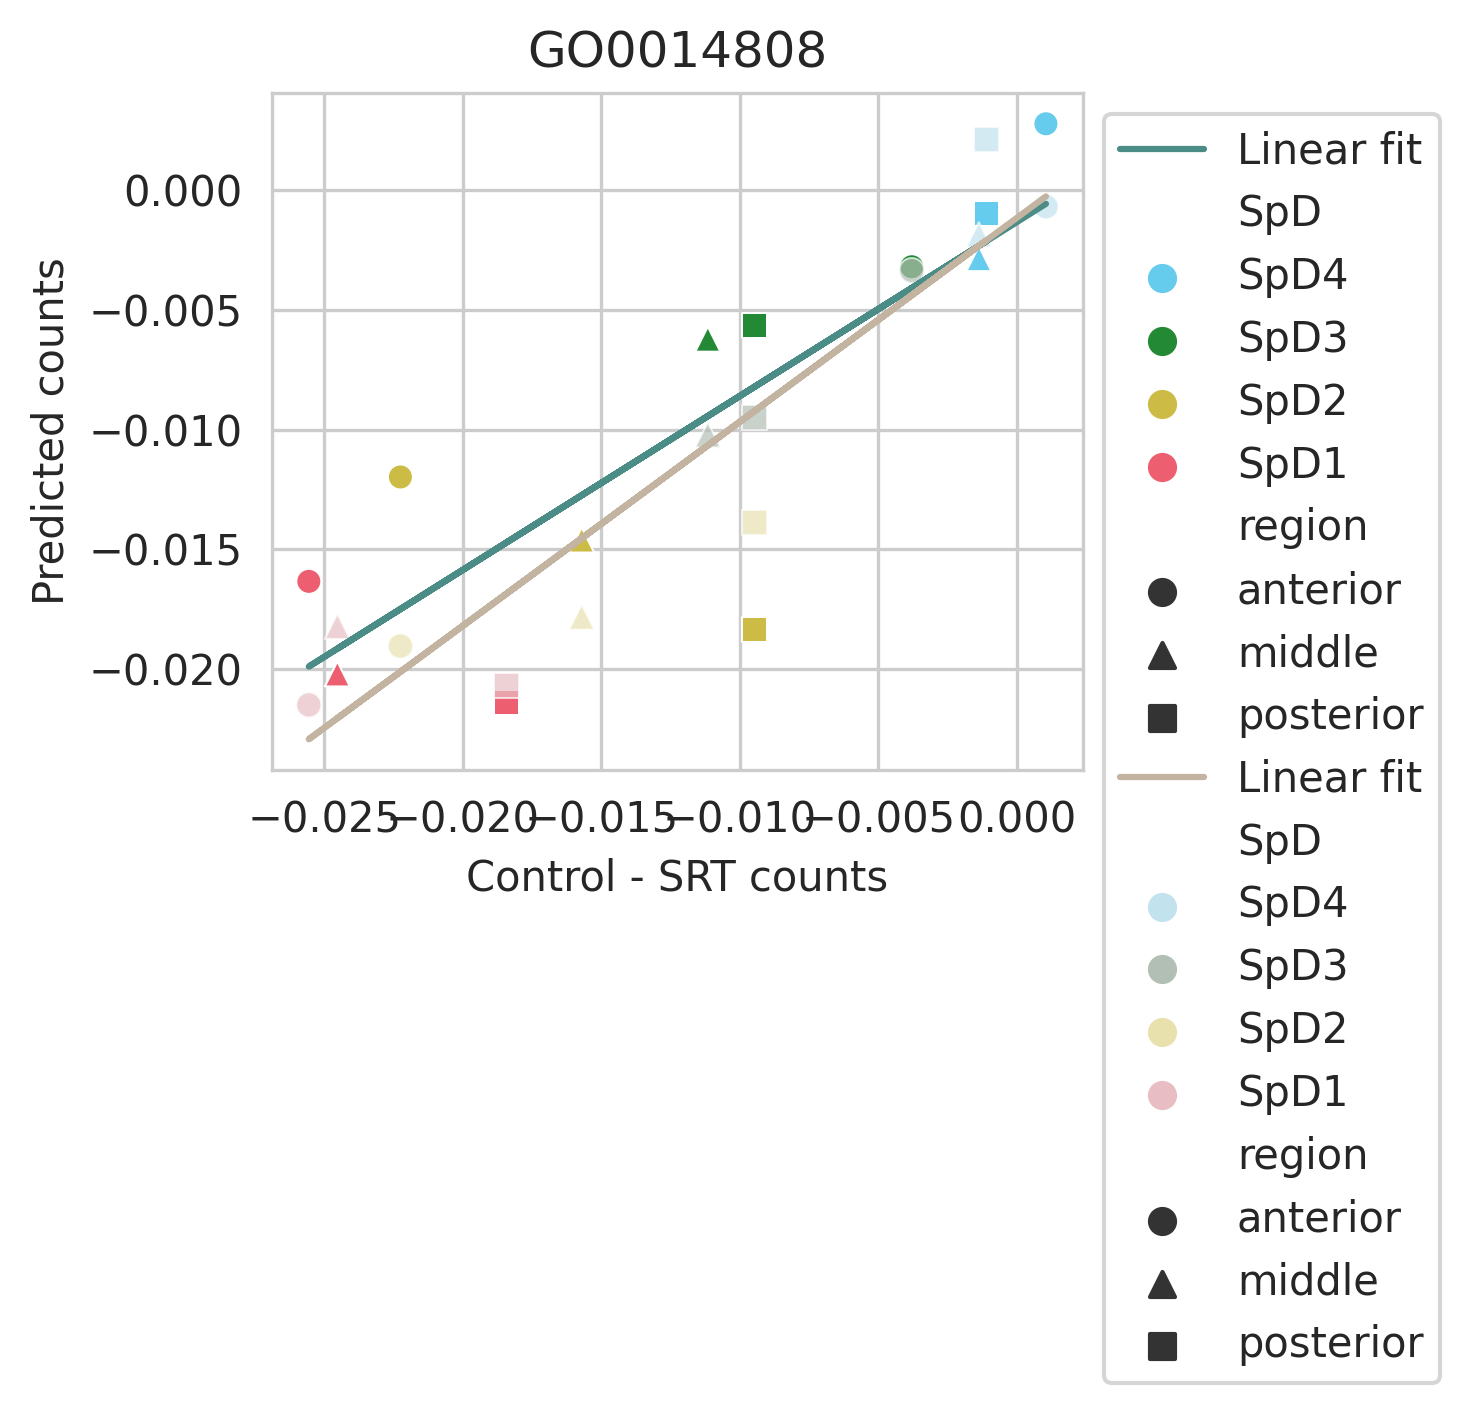 GO0014808
Predicted counts
0.000
−0.005
−0.010
−0.015
−0.020
−0.025
−0.020
−0.015
−0.010
−0.005
0.000
Control - SRT counts
Linear fit
SpD
SpD4
SpD3
SpD2
SpD1
region
anterior
middle
posterior
Linear fit
SpD
SpD4
SpD3
SpD2
SpD1
region
anterior
middle
posterior